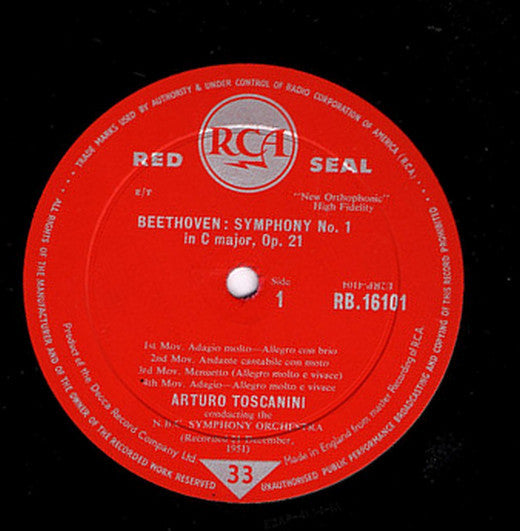 TRADE MARKS USED BY AUTHORITY & UNDER CONTROL OF RADIO CORPORATION OF AMERICA (R.C.A.)
RCA
RED SEAL
R/T
"New Orthophonic"
High Fidelity
BEETHOVEN: SYMPHONY No. 1
in C major, Op. 21
Side
1
RB.16101
1st Mov. Adagio molto—Allegro con brio
2nd Mov. Andante cantabile con moto
3rd Mov. Menuetto (Allegro molto e vivace)
4th Mov. Adagio—Allegro molto e vivace
ARTURO TOSCANINI
conducting the
N.B.C. SYMPHONY ORCHESTRA
(Recorded 21 December,
1951)
Product of the Decca Record Company Ltd
Made in England from master Recording of R.C.A.
33
ALL RIGHTS OF THE MANUFACTURER AND OF THE OWNER OF THE RECORDED WORK RESERVED
UNAUTHORISED PUBLIC PERFORMANCE BROADCASTING AND COPYING OF THIS RECORD PROHIBITED